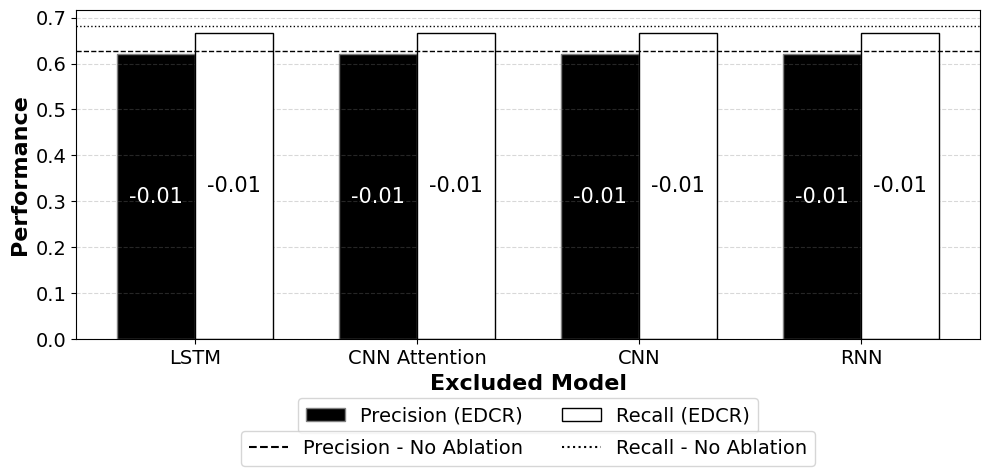 Performance
0.7
0.6
0.5
0.4
0.3
0.2
0.1
0.0
-0.01 -0.01 -0.01 -0.01 -0.01 -0.01 -0.01 -0.01
LSTM CNN Attention CNN RNN
Excluded Model
Precision (EDCR) Recall (EDCR)
Precision - No Ablation Recall - No Ablation